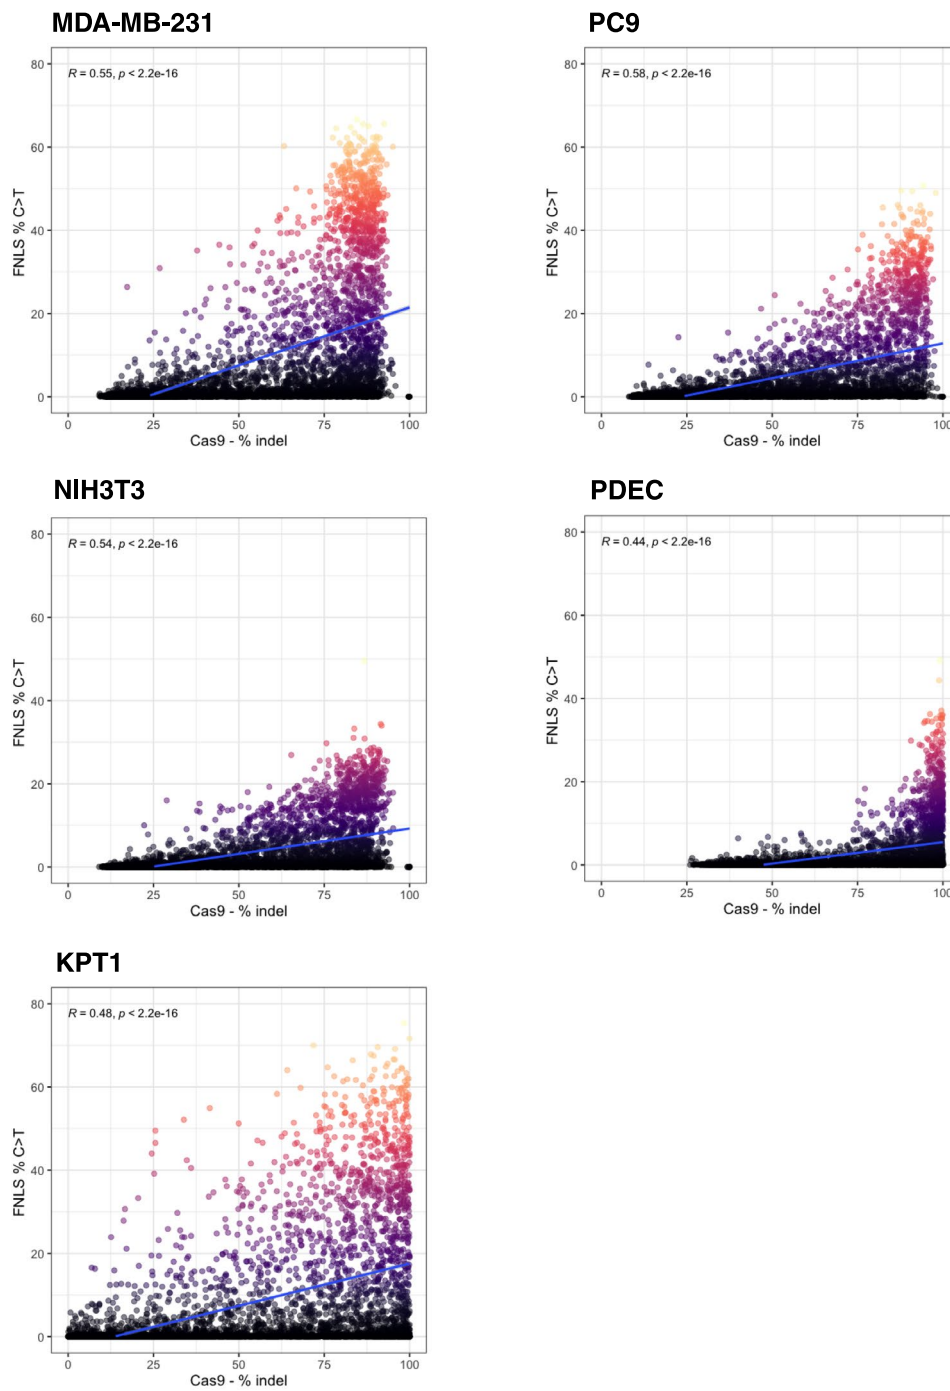 MDA-MB-231
R = 0.55, p < 2.2e-16
80
60
40
20
0
FNLS % C>T
0 25 50 75 100
Cas9 - % indel
PC9
R = 0.58, p < 2.2e-16
80
60
40
20
0
FNLS % C>T
0 25 50 75 100
Cas9 - % indel
NIH3T3
R = 0.54, p < 2.2e-16
80
60
40
20
0
FNLS % C>T
0 25 50 75 100
Cas9 - % indel
PDEC
R = 0.44, p < 2.2e-16
80
60
40
20
0
FNLS % C>T
0 25 50 75 100
Cas9 - % indel
KPT1
R = 0.48, p < 2.2e-16
80
60
40
20
0
FNLS % C>T
0 25 50 75 100
Cas9 - % indel